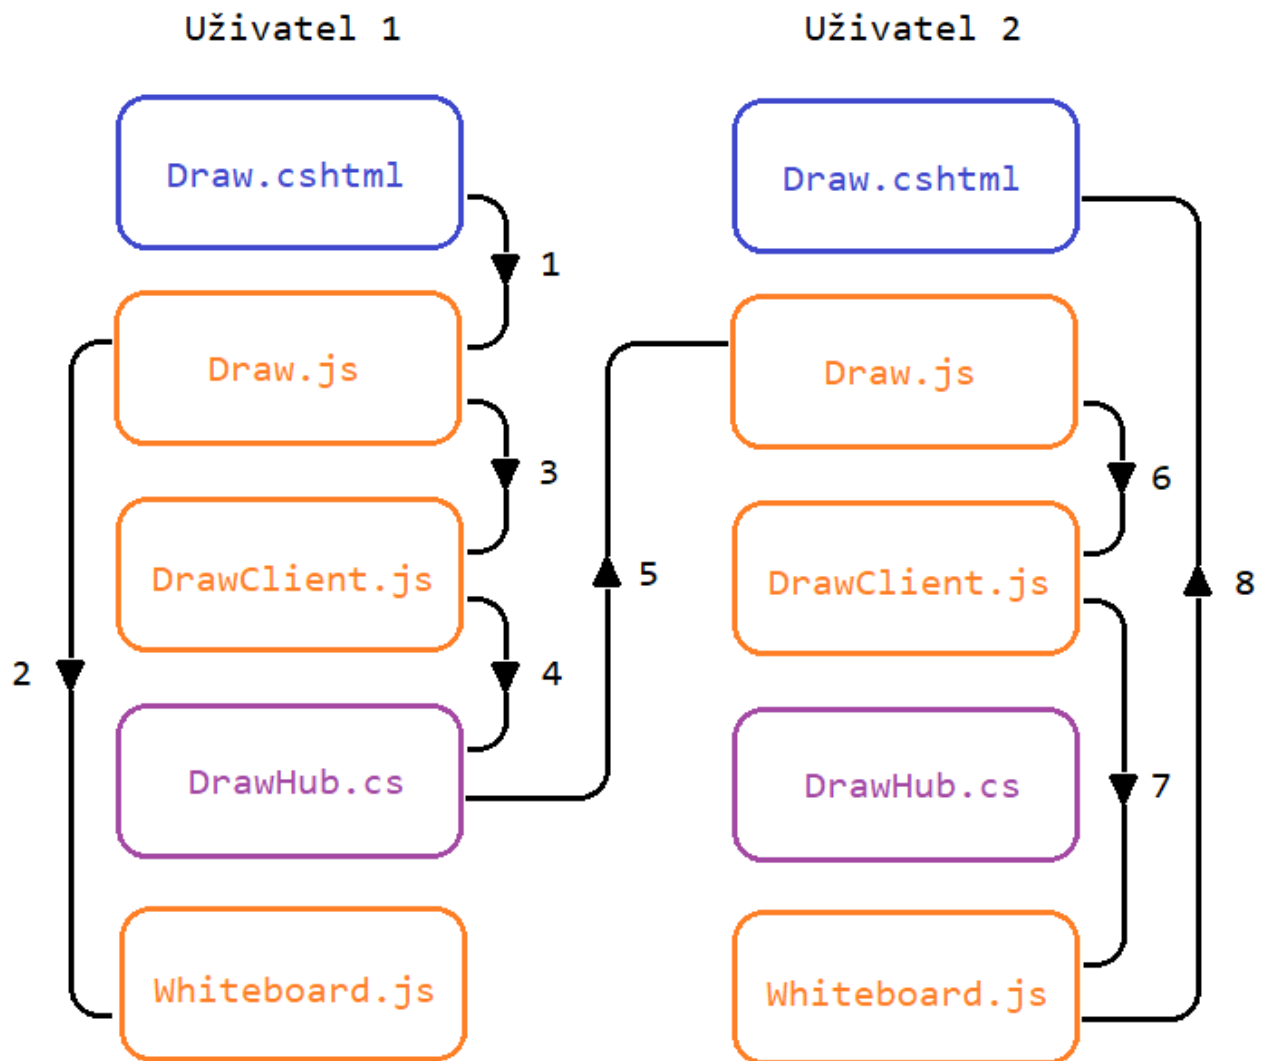 Uživatel 1
Uživatel 2
Draw.cshtml
Draw.cshtml
1
Draw.js
Draw.js
3
6
DrawClient.js
DrawClient.js
5
8
2
4
DrawHub.cs
DrawHub.cs
7
Whiteboard.js
Whiteboard.js